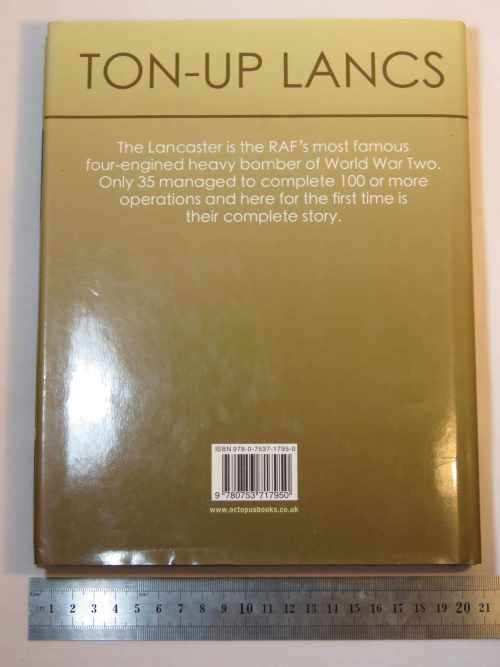 TON-UP LANCS
The Lancaster is the RAF's most famous
four-engined heavy bomber of World War Two.
Only 35 managed to complete 100 or more
operations and here for the first time is
their complete story.
ISBN 978-0-7537-1795-0
9 780753 717950
www.octopusbooks.co.uk
1 2 3 4 5 6 7 8 9 10 11 12 13 14 15 16 17 18 19 20 21